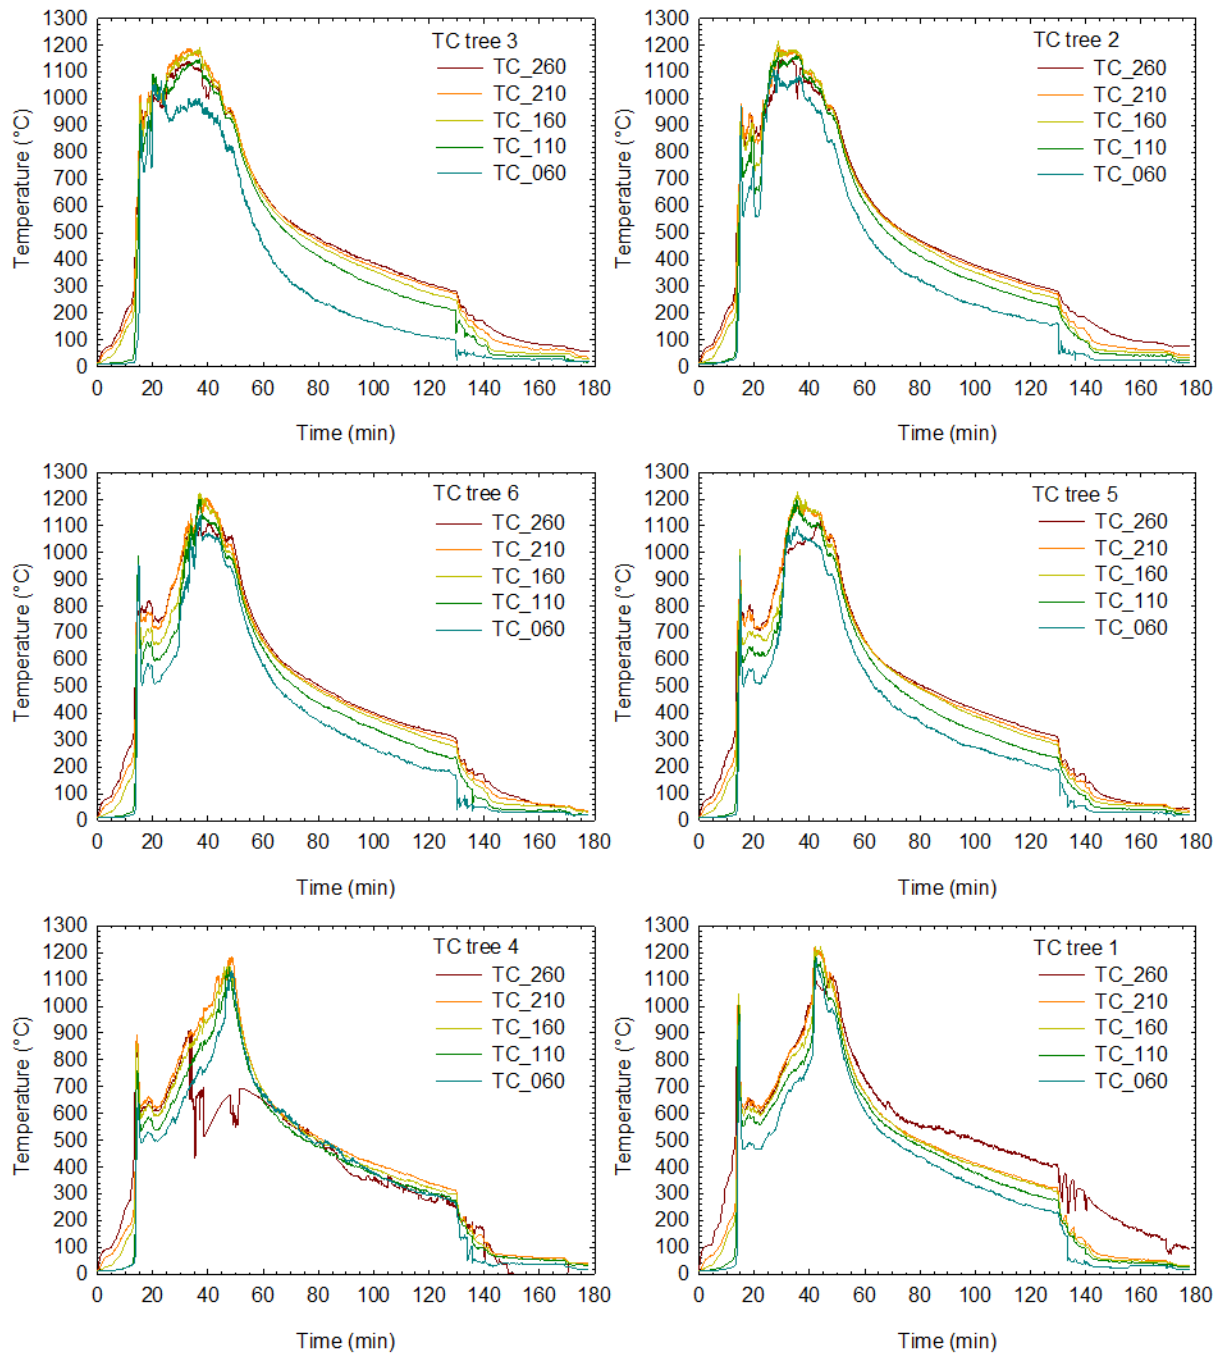 TC tree 3
TC_260
TC_210
TC_160
TC_110
TC_060
Temperature (°C)
1300
1200
1100
1000
900
800
700
600
500
400
300
200
100
0
0 20 40 60 80 100 120 140 160 180
Time (min)
TC tree 2
TC_260
TC_210
TC_160
TC_110
TC_060
Temperature (°C)
1300
1200
1100
1000
900
800
700
600
500
400
300
200
100
0
0 20 40 60 80 100 120 140 160 180
Time (min)
TC tree 6
TC_260
TC_210
TC_160
TC_110
TC_060
Temperature (°C)
1300
1200
1100
1000
900
800
700
600
500
400
300
200
100
0
0 20 40 60 80 100 120 140 160 180
Time (min)
TC tree 5
TC_260
TC_210
TC_160
TC_110
TC_060
Temperature (°C)
1300
1200
1100
1000
900
800
700
600
500
400
300
200
100
0
0 20 40 60 80 100 120 140 160 180
Time (min)
TC tree 4
TC_260
TC_210
TC_160
TC_110
TC_060
Temperature (°C)
1300
1200
1100
1000
900
800
700
600
500
400
300
200
100
0
0 20 40 60 80 100 120 140 160 180
Time (min)
TC tree 1
TC_260
TC_210
TC_160
TC_110
TC_060
Temperature (°C)
1300
1200
1100
1000
900
800
700
600
500
400
300
200
100
0
0 20 40 60 80 100 120 140 160 180
Time (min)